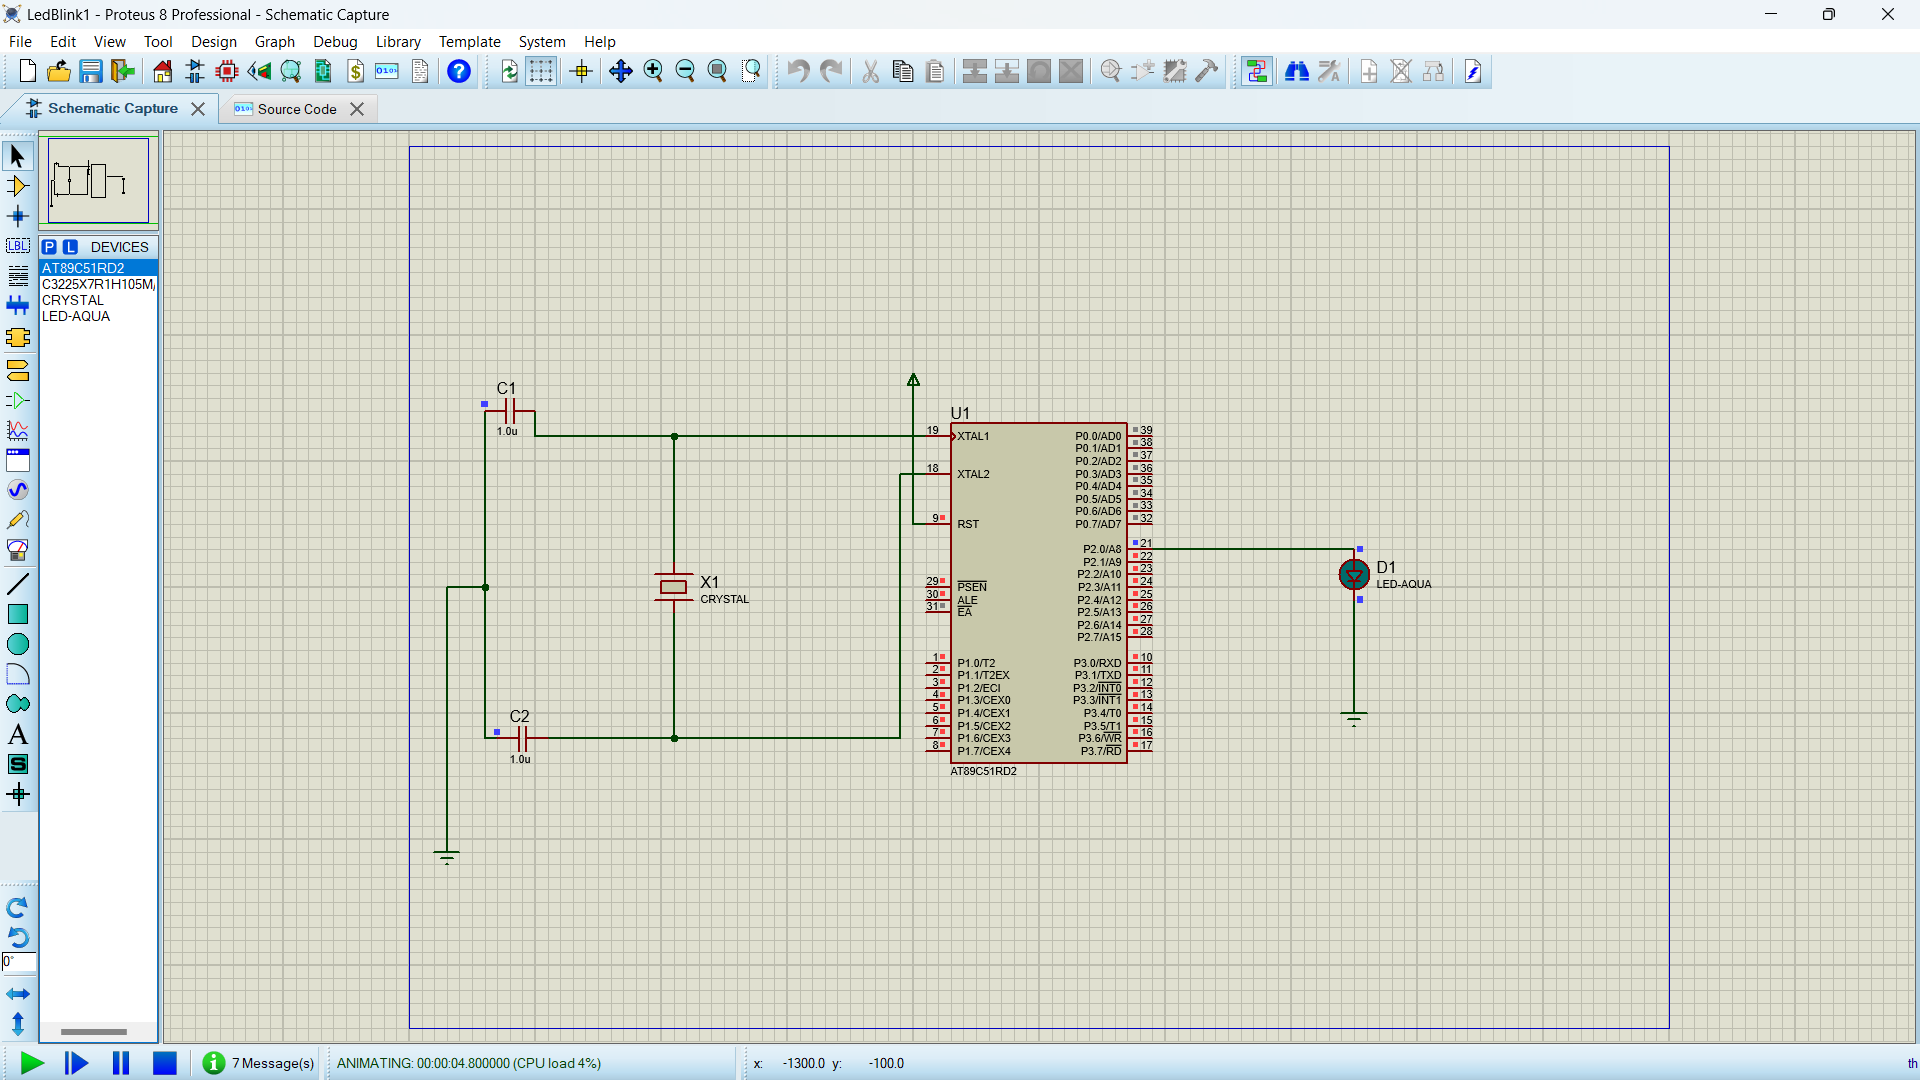 LedBlink1 - Proteus 8 Professional - Schematic Capture
File Edit View Tool Design Graph Debug Library Template System Help
Schematic Capture
Source Code
P L DEVICES
AT89C51RD2
C3225X7R1H105M
CRYSTAL
LED-AQUA
LBL
A
S
0°
C1
1.0u
C2
1.0u
X1
CRYSTAL
U1
19 XTAL1
18 XTAL2
9 RST
29 PSEN
30 ALE
31 EA
1 P1.0/T2
2 P1.1/T2EX
3 P1.2/ECI
4 P1.3/CEX0
5 P1.4/CEX1
6 P1.5/CEX2
7 P1.6/CEX3
8 P1.7/CEX4
P0.0/AD0 39
P0.1/AD1 38
P0.2/AD2 37
P0.3/AD3 36
P0.4/AD4 35
P0.5/AD5 34
P0.6/AD6 33
P0.7/AD7 32
P2.0/A8 21
P2.1/A9 22
P2.2/A10 23
P2.3/A11 24
P2.4/A12 25
P2.5/A13 26
P2.6/A14 27
P2.7/A15 28
P3.0/RXD 10
P3.1/TXD 11
P3.2/INT0 12
P3.3/INT1 13
P3.4/T0 14
P3.5/T1 15
P3.6/WR 16
P3.7/RD 17
AT89C51RD2
D1
LED-AQUA
7 Message(s)
ANIMATING: 00:00:04.800000 (CPU load 4%)
x: -1300.0 y: -100.0
th